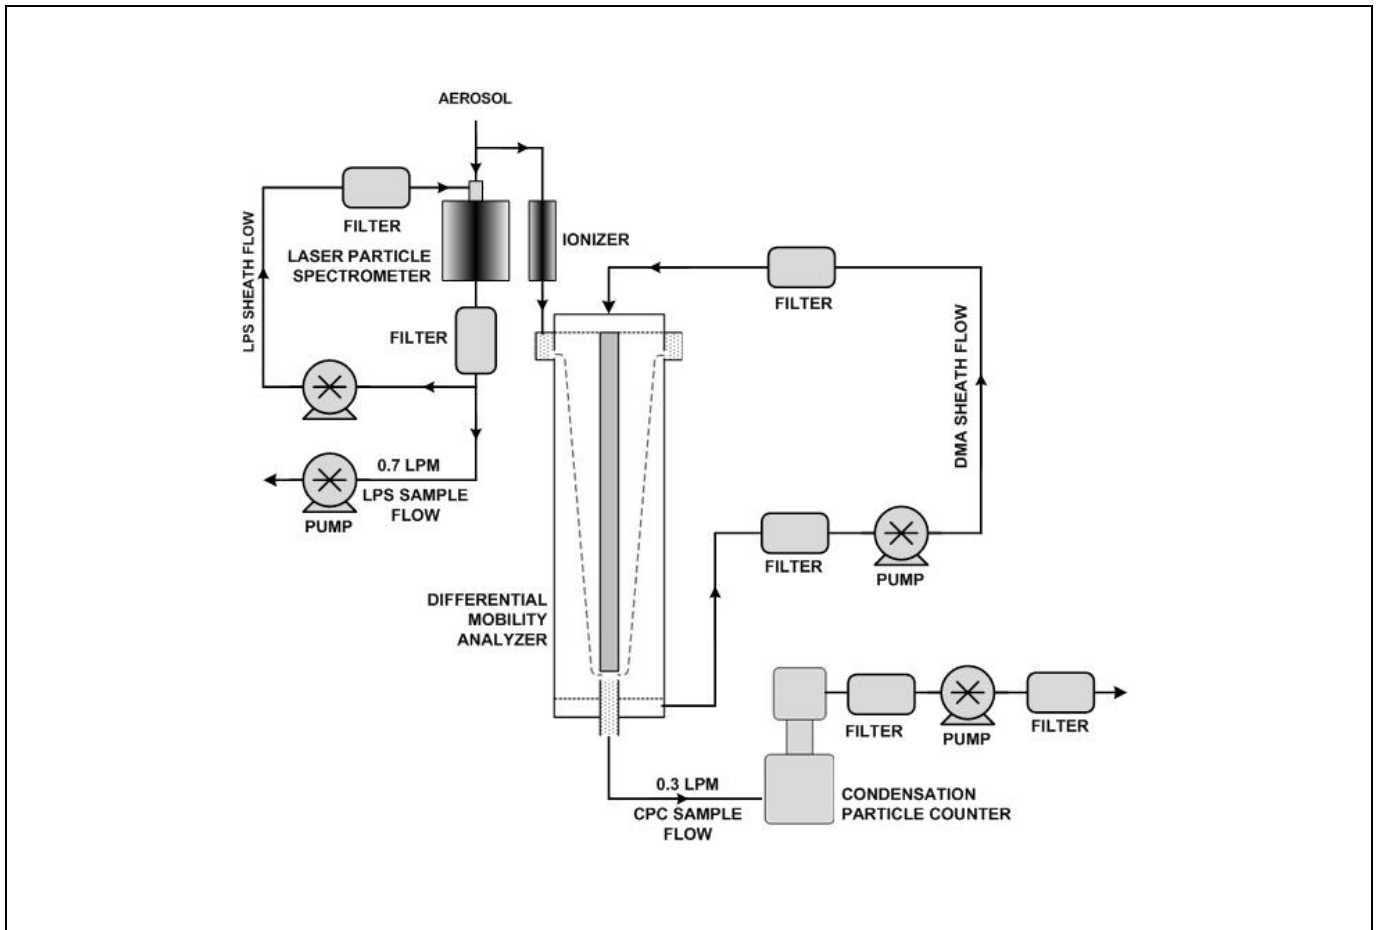 AEROSOL
FILTER
LPS SHEATH FLOW
LASER PARTICLE
SPECTROMETER
IONIZER
FILTER
FILTER
DMA SHEATH FLOW
0.7 LPM
LPS SAMPLE
FLOW
PUMP
FILTER
PUMP
DIFFERENTIAL
MOBILITY
ANALYZER
FILTER
PUMP
FILTER
0.3 LPM
CPC SAMPLE
FLOW
CONDENSATION
PARTICLE COUNTER